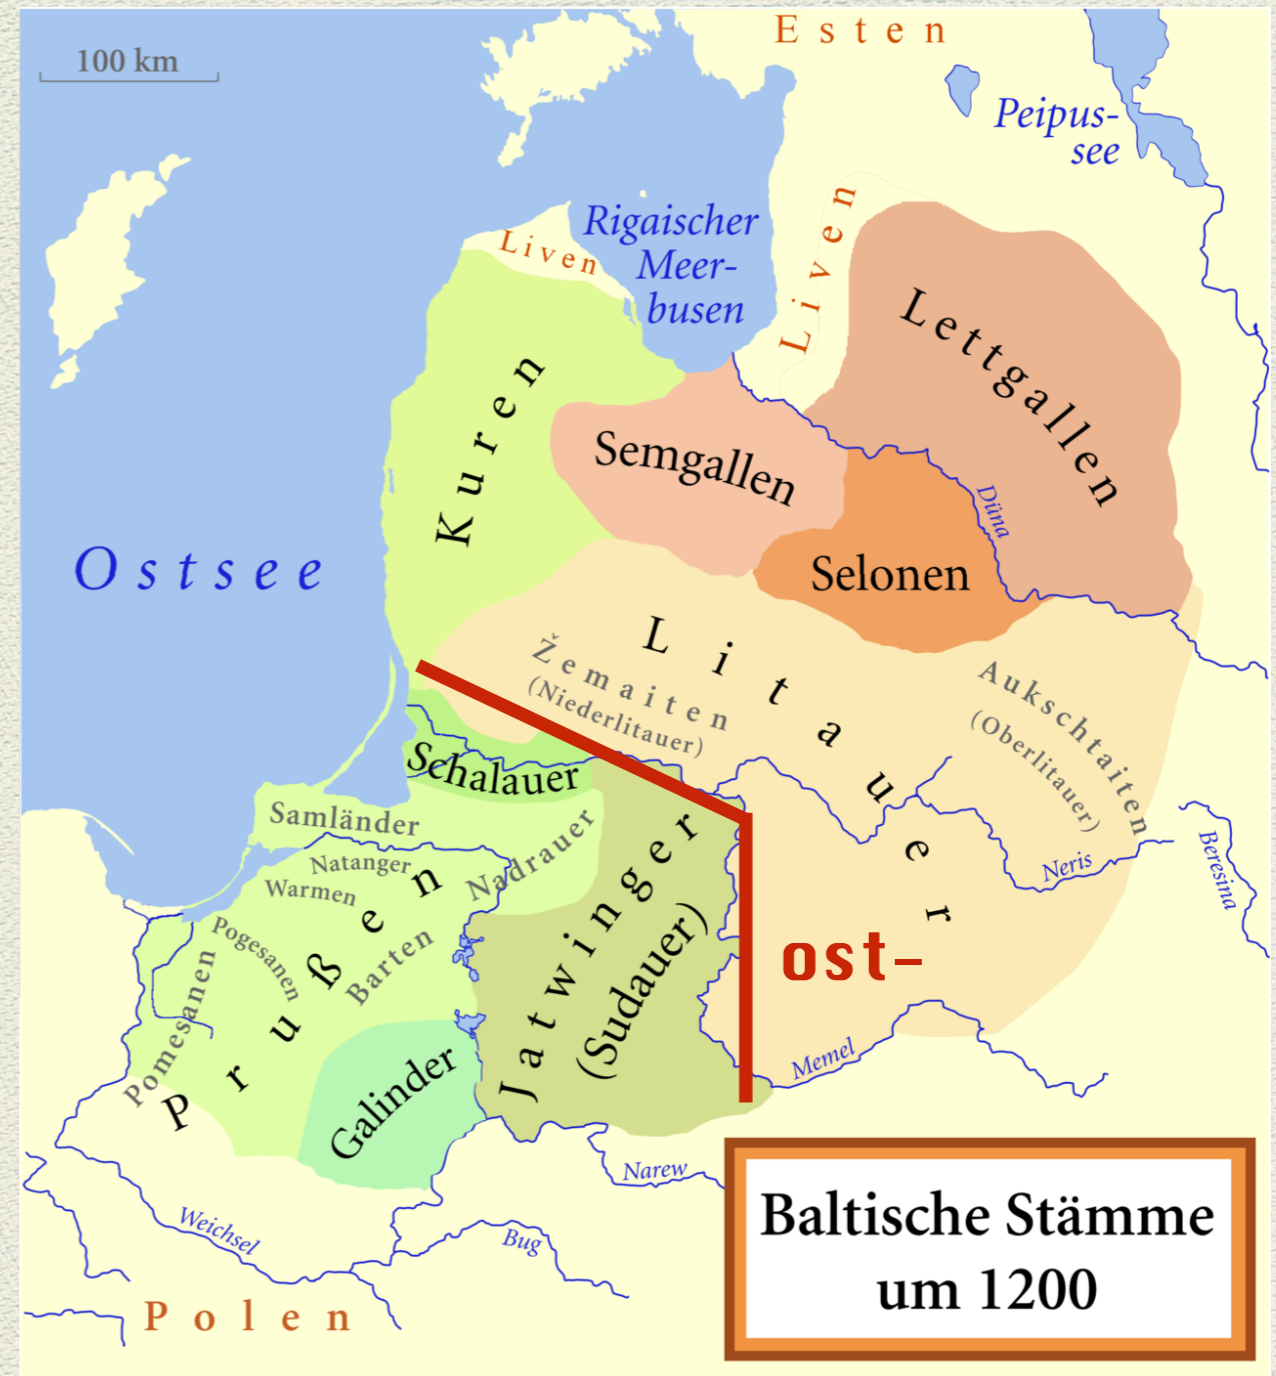 100 km
Esten
Peipus-
see
Rigaischer
Meer-
busen
Liven
Liven
Lettgallen
Kuren
Semgallen
Düna
Ostsee
Selonen
Litauer
Žemaiten
(Niederlitauer)
Aukschtaiten
(Oberlitauer)
Schalauer
Samländer
Natanger
Warmen
Nadrauer
Pogesanen
Barten
Pomesanen
Prußen
Galinder
Jatwinger
(Sudauer)
ost-
Neris
Beresina
Memel
Narew
Weichsel
Bug
Polen
Baltische Stämme
um 1200